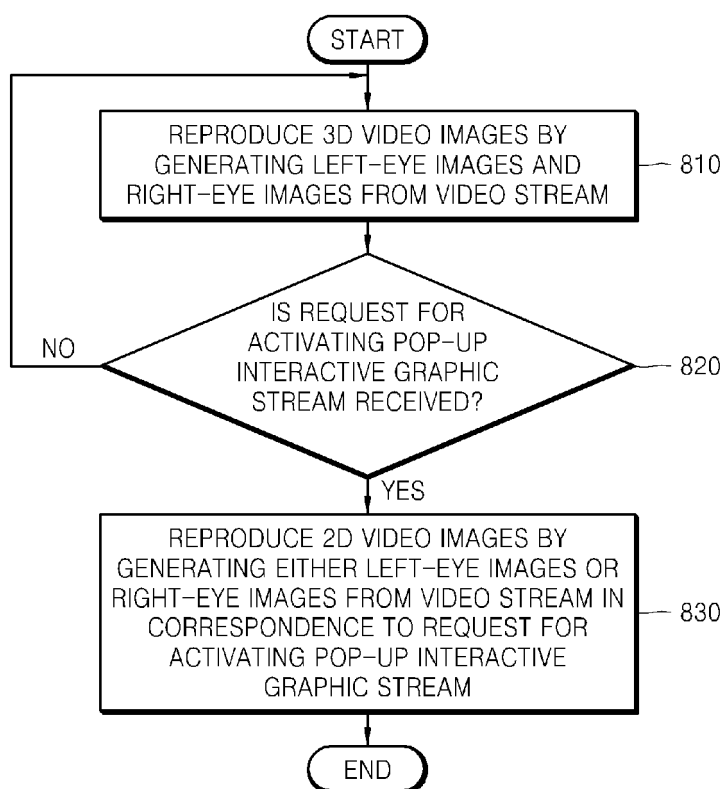 START
REPRODUCE 3D VIDEO IMAGES BY
GENERATING LEFT-EYE IMAGES AND
RIGHT-EYE IMAGES FROM VIDEO STREAM
810
IS REQUEST FOR
ACTIVATING POP-UP
INTERACTIVE GRAPHIC
STREAM RECEIVED?
820
NO
YES
REPRODUCE 2D VIDEO IMAGES BY
GENERATING EITHER LEFT-EYE IMAGES OR
RIGHT-EYE IMAGES FROM VIDEO STREAM IN
CORRESPONDENCE TO REQUEST FOR
ACTIVATING POP-UP INTERACTIVE
GRAPHIC STREAM
830
END